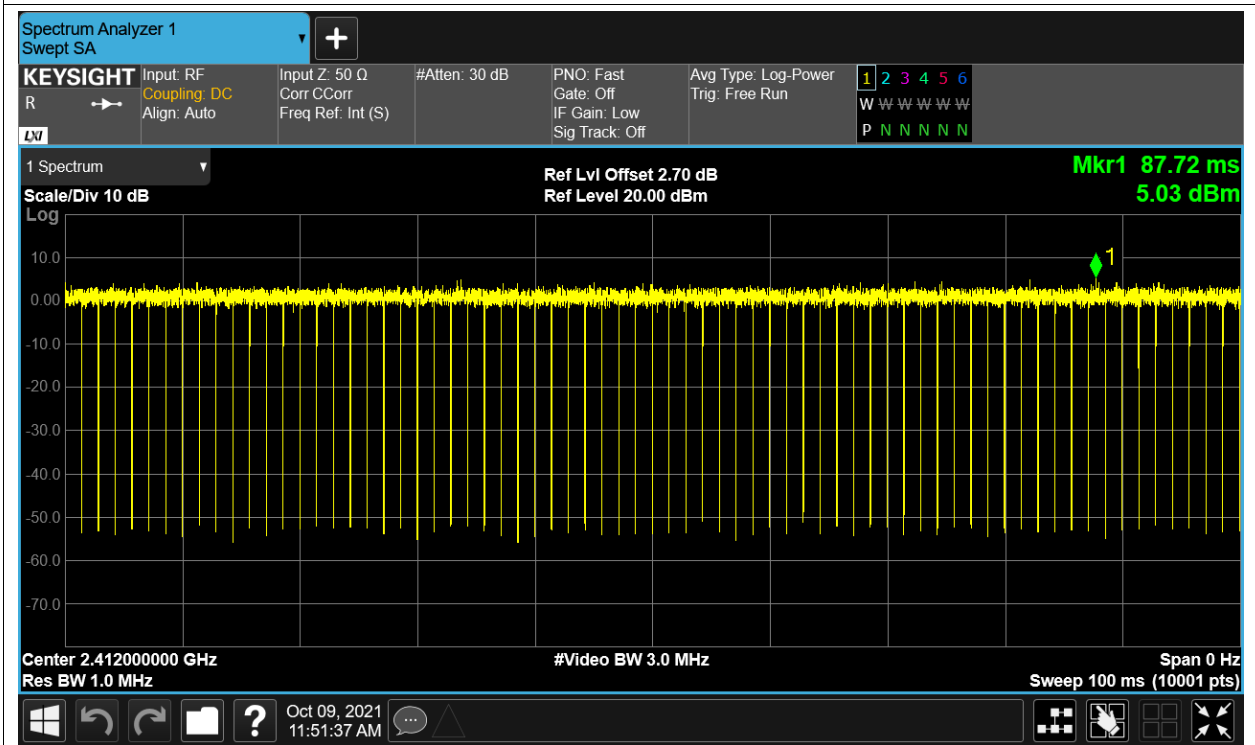 Spectrum Analyzer 1
Swept SA
KEYSIGHT
R
LXI
Input: RF
Coupling: DC
Align: Auto
Input Z: 50 Ω
Corr CCorr
Freq Ref: Int (S)
#Atten: 30 dB
PNO: Fast
Gate: Off
IF Gain: Low
Sig Track: Off
Avg Type: Log-Power
Trig: Free Run
1 2 3 4 5 6
W W W W W W
P N N N N N
1 Spectrum
Scale/Div 10 dB
Log
Ref Lvl Offset 2.70 dB
Ref Level 20.00 dBm
Mkr1 87.72 ms
5.03 dBm
1
10.0
0.00
-10.0
-20.0
-30.0
-40.0
-50.0
-60.0
-70.0
Center 2.412000000 GHz
Res BW 1.0 MHz
#Video BW 3.0 MHz
Span 0 Hz
Sweep 100 ms (10001 pts)
?
Oct 09, 2021
11:51:37 AM